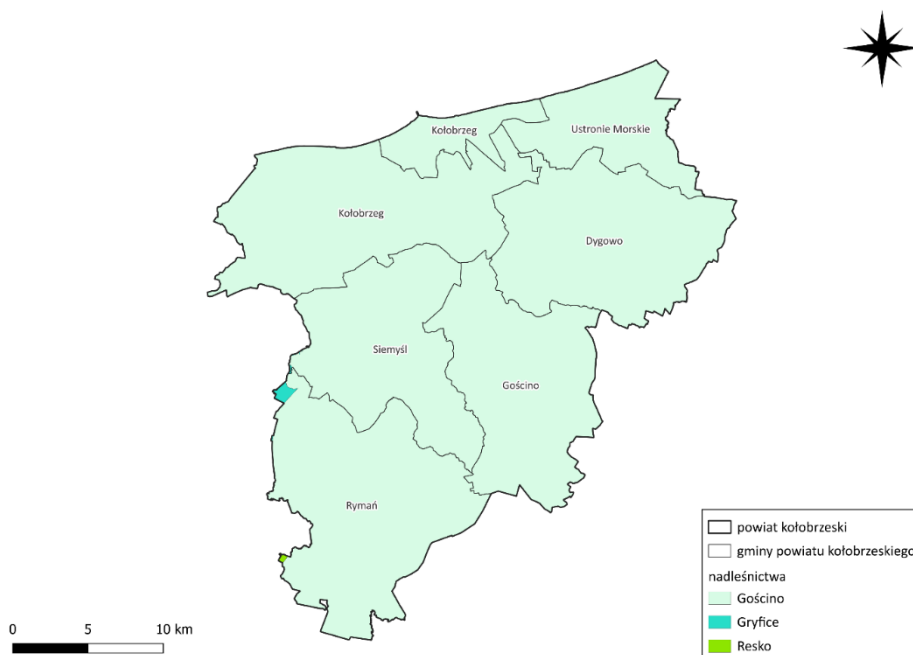 Ustronie Morskie
Kołobrzeg
Kołobrzeg
Dygowo
Siemyśl
Gościno
Rymań
powiat kołobrzeski
gminy powiatu kołobrzeskiego
nadleśnictwa
Gościno
Gryfice
Resko
0 5 10 km